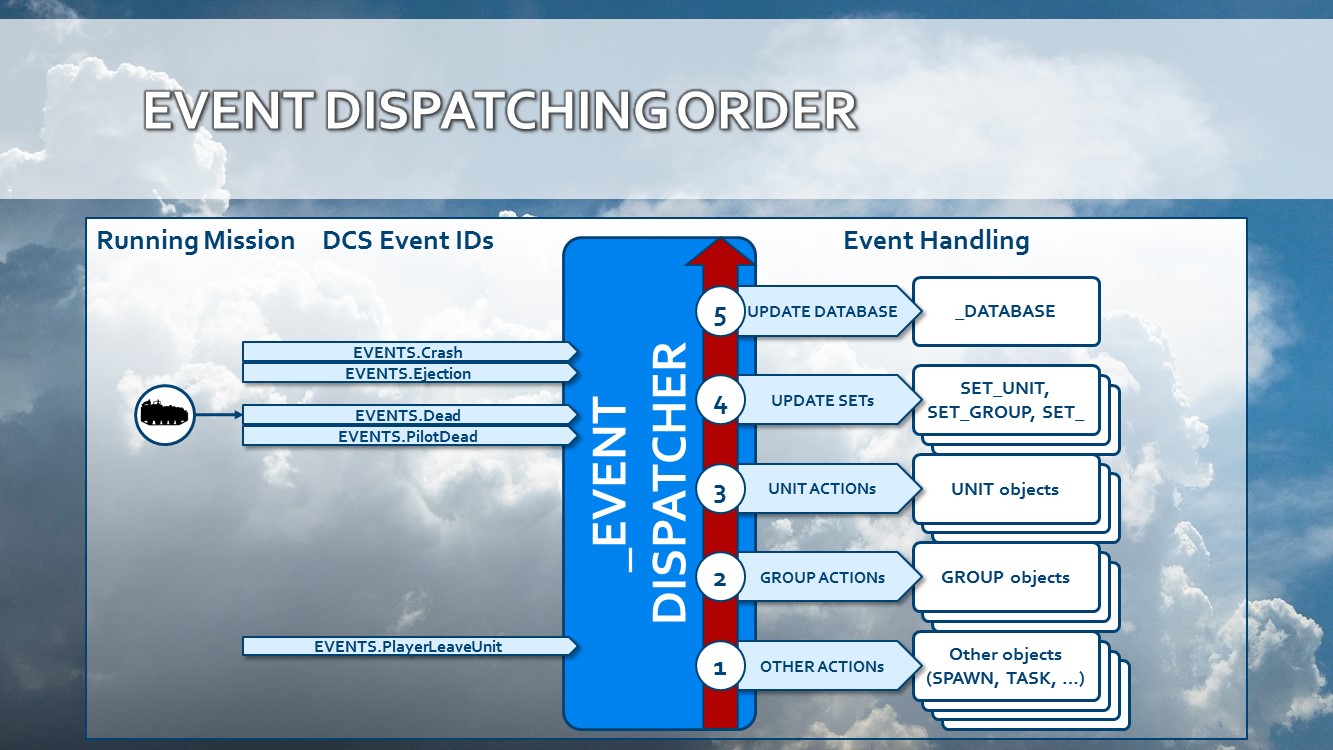 EVENT DISPATCHING ORDER
Running Mission
DCS Event IDs
Event Handling
EVENTS.Crash
EVENTS.Ejection
EVENTS.Dead
EVENTS.PilotDead
EVENTS.PlayerLeaveUnit
_EVENT
DISPATCHER
5
UPDATE DATABASE
_DATABASE
4
UPDATE SETs
SET_UNIT,
SET_GROUP, SET_
3
UNIT ACTIONs
UNIT objects
2
GROUP ACTIONs
GROUP objects
1
OTHER ACTIONs
Other objects
(SPAWN, TASK, ...)